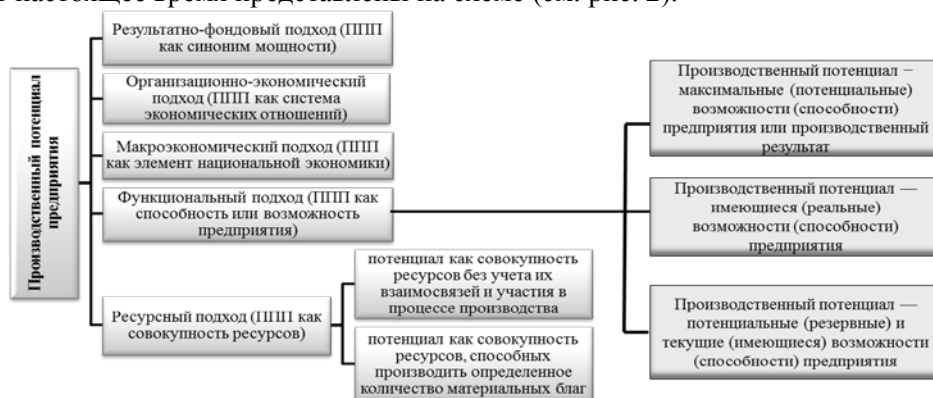 настоящее время представлены на схеме (см. рис. 2).
Производственный потенциал
предприятия
Результатно-фондовый подход (ППП
как синоним мощности)
Организационно-экономический
подход (ППП как система
экономических отношений)
Макроэкономический подход (ППП
как элемент национальной экономики)
Функциональный подход (ППП как
способность или возможность
предприятия)
Ресурсный подход (ППП как
совокупность ресурсов)
потенциал как совокупность
ресурсов без учета их
взаимосвязей и участия в
процессе производства
потенциал как совокупность
ресурсов, способных
производить определенное
количество материальных благ
Производственный потенциал −
максимальные (потенциальные)
возможности (способности)
предприятия или производственный
результат
Производственный потенциал —
имеющиеся (реальные)
возможности (способности)
предприятия
Производственный потенциал —
потенциальные (резервные) и
текущие (имеющиеся) возможности
(способности) предприятия